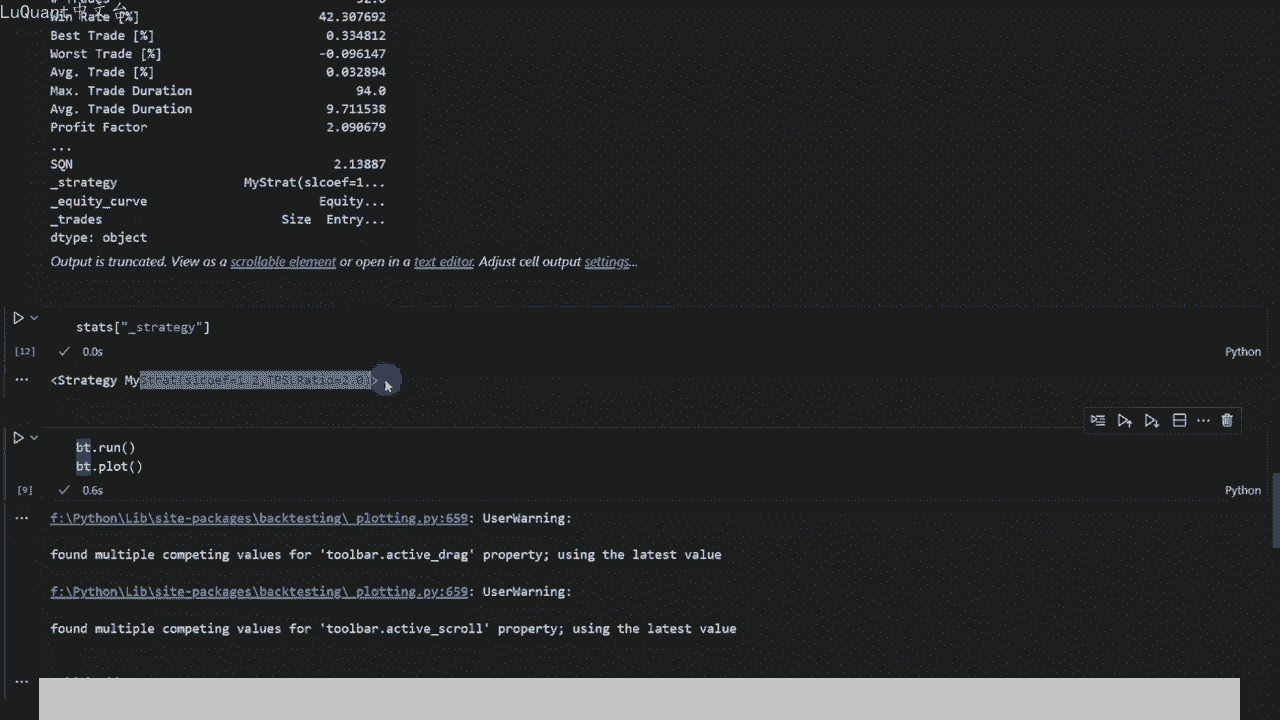 LuQuant中文台
Win Rate [%] 42.307692
Best Trade [%] 0.334812
Worst Trade [%] -0.096147
Avg. Trade [%] 0.032894
Max. Trade Duration 94.0
Avg. Trade Duration 9.711538
Profit Factor 2.090679
...
SQN 2.13887
_strategy MyStrat(slcoef=1...
_equity_curve Equity...
_trades Size Entry...
dtype: object
Output is truncated. View as a scrollable element or open in a text editor. Adjust cell output settings...
stats["_strategy"]
[12] 0.0s Python
... <Strategy MyStrat(slcoef=1.2,TPSLRatio=2.0)>
bt.run()
bt.plot()
[9] 0.6s Python
... f:\Python\Lib\site-packages\backtesting\_plotting.py:659: UserWarning:
found multiple competing values for 'toolbar.active_drag' property; using the latest value
f:\Python\Lib\site-packages\backtesting\_plotting.py:659: UserWarning:
found multiple competing values for 'toolbar.active_scroll' property; using the latest value
...